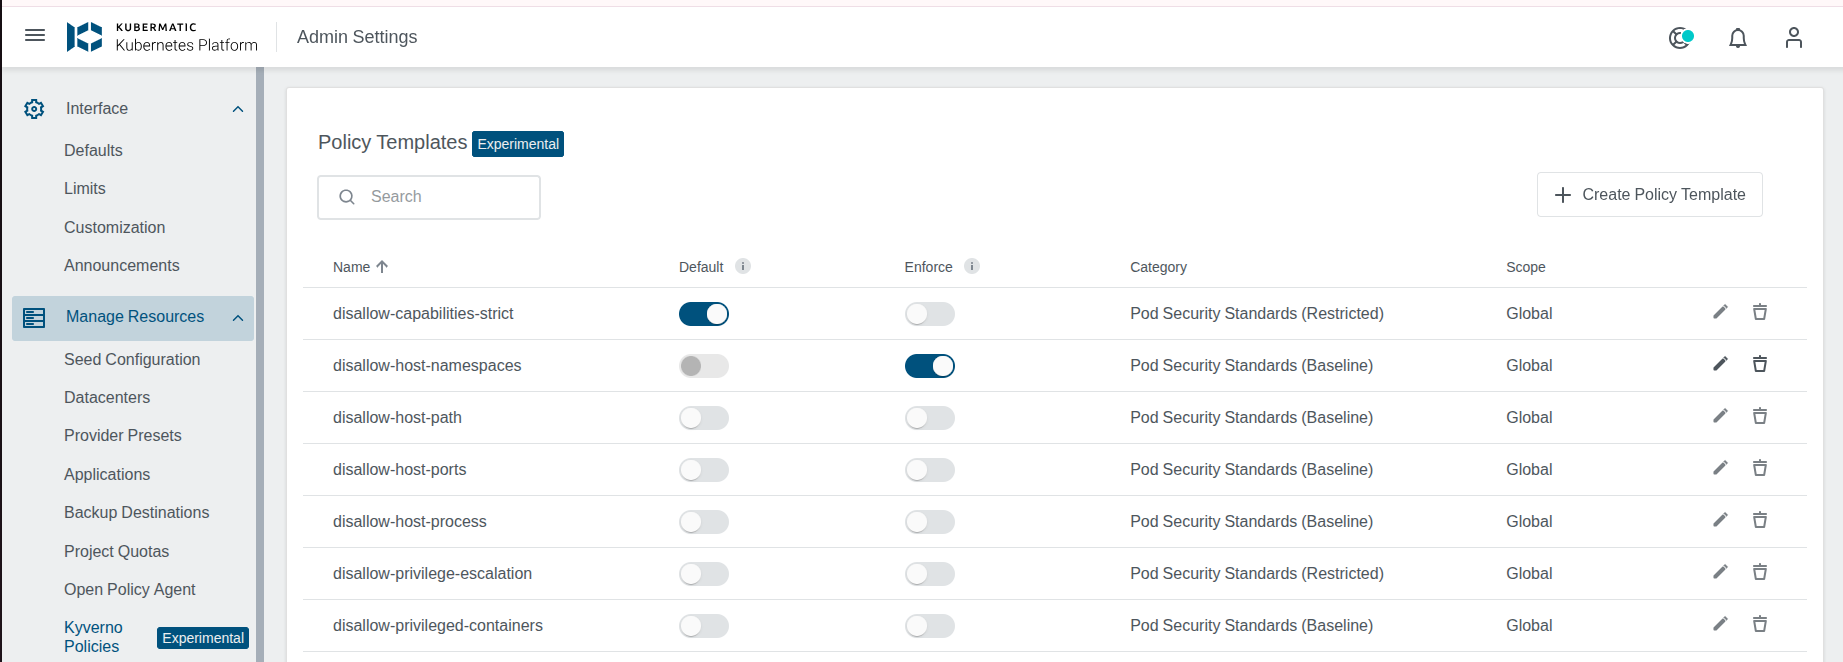 KUBERMATIC
Kubernetes Platform
Admin Settings
Interface
Defaults
Limits
Customization
Announcements
Manage Resources
Seed Configuration
Datacenters
Provider Presets
Applications
Backup Destinations
Project Quotas
Open Policy Agent
Kyverno
Policies
Experimental
Policy Templates Experimental
Search
Create Policy Template
Name Default Enforce Category Scope
disallow-capabilities-strict Pod Security Standards (Restricted) Global
disallow-host-namespaces Pod Security Standards (Baseline) Global
disallow-host-path Pod Security Standards (Baseline) Global
disallow-host-ports Pod Security Standards (Baseline) Global
disallow-host-process Pod Security Standards (Baseline) Global
disallow-privilege-escalation Pod Security Standards (Restricted) Global
disallow-privileged-containers Pod Security Standards (Baseline) Global